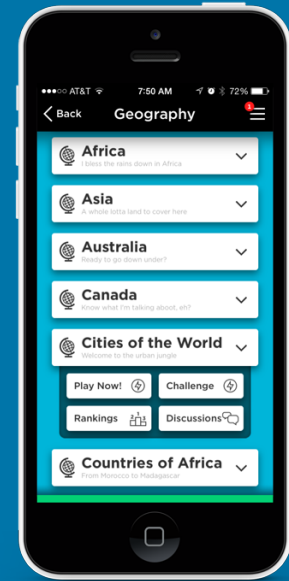 AT&T 7:50 AM 72%
Back Geography 1
Africa
I bless the rains down in Africa
Asia
A whole lotta land to cover here
Australia
Ready to go down under?
Canada
Know what I'm talking aboot, eh?
Cities of the World
Welcome to the urban jungle
Play Now! Challenge
Rankings Discussions
Countries of Africa
From Morocco to Madagascar